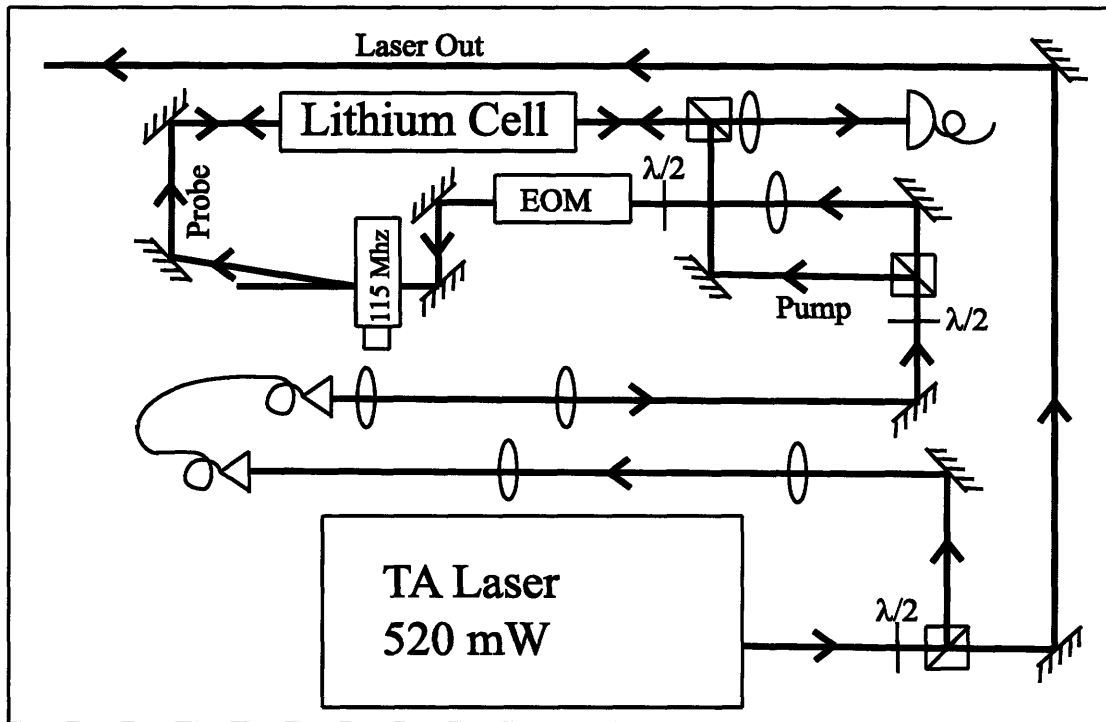 Laser Out
Lithium Cell
λ/2
EOM
Probe
115 Mhz
Pump
λ/2
TA Laser
520 mW
λ/2